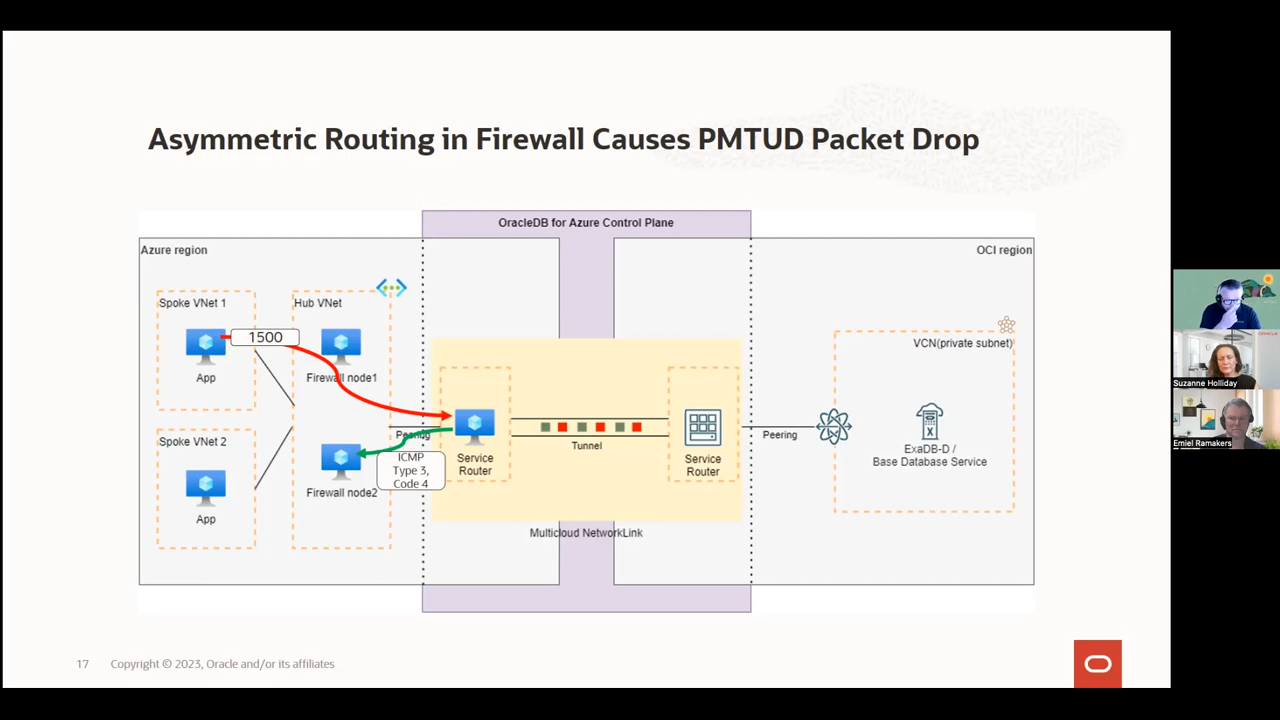 Asymmetric Routing in Firewall Causes PMTUD Packet Drop
OracleDB for Azure Control Plane
Azure region
OCI region
Spoke VNet 1
Hub VNet
1500
App
Firewall node1
VCN(private subnet)
Spoke VNet 2
App
Firewall node2
Peering
ICMP
Type 3,
Code 4
Service
Router
Tunnel
Service
Router
Peering
ExaDB-D /
Base Database Service
X
Multicloud NetworkLink
17
Copyright © 2023, Oracle and/or its affiliates
Suzanne Holliday
Emiel Ramakers